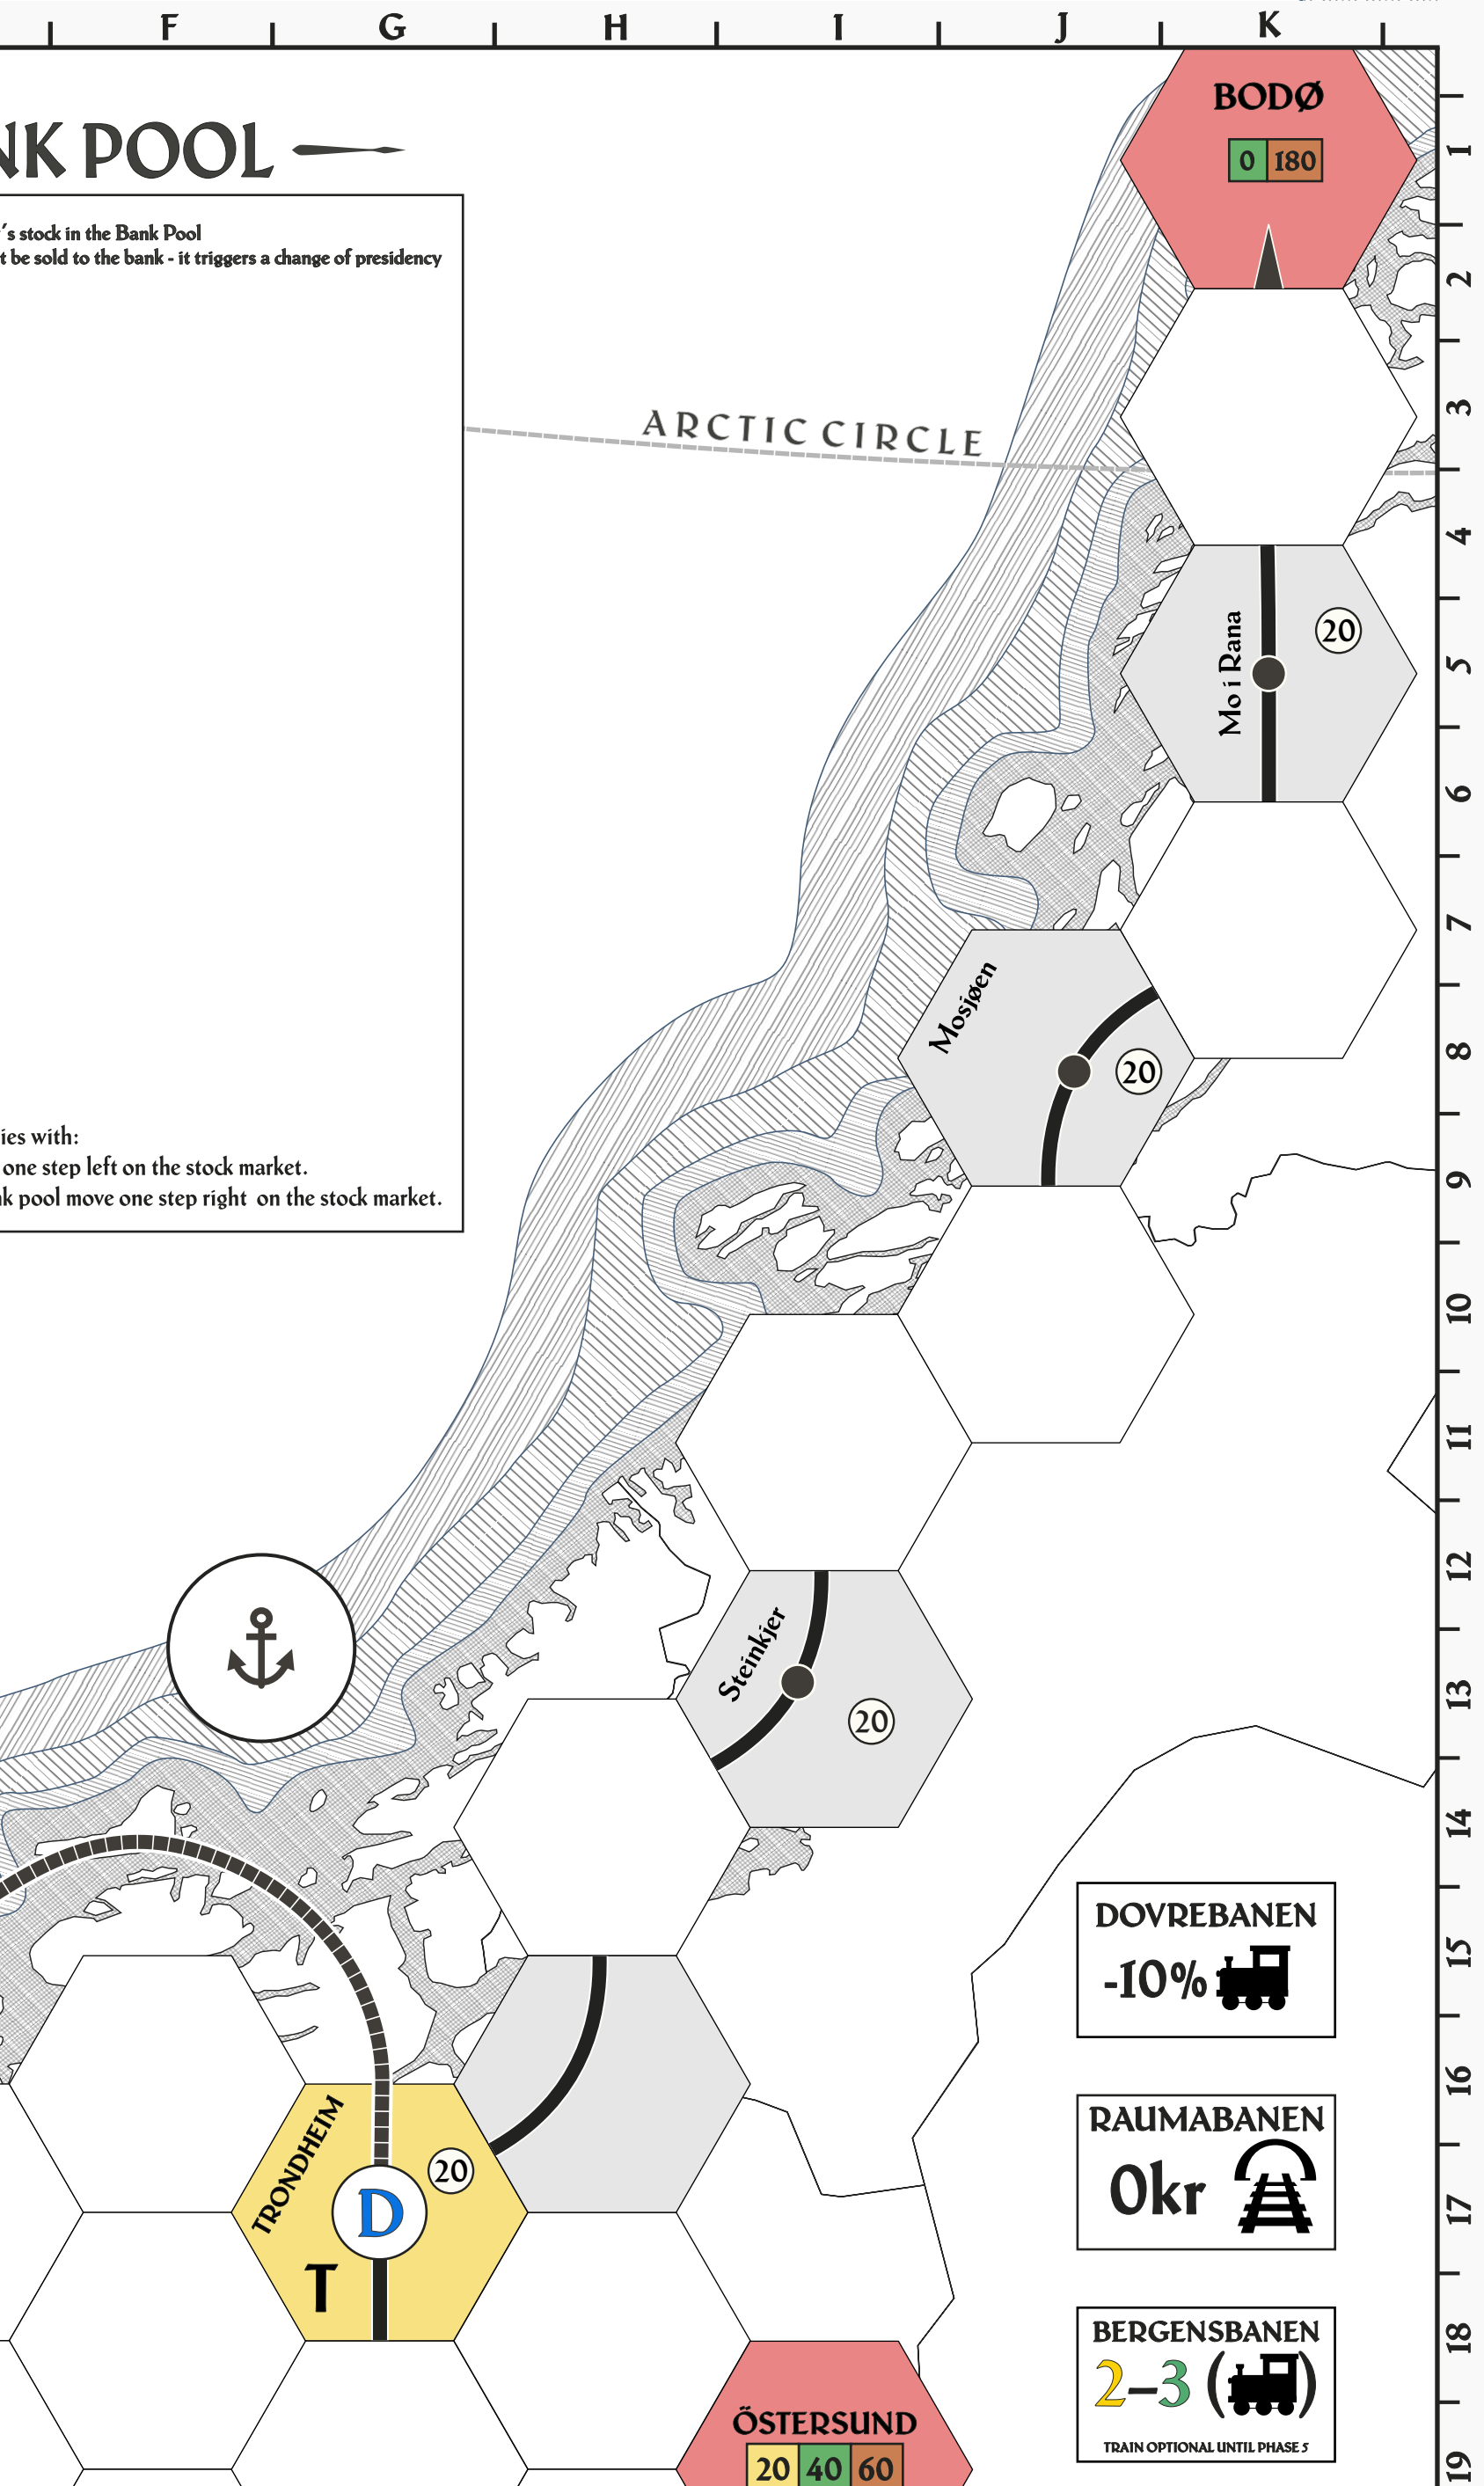 F G H I J K
NK POOL
's stock in the Bank Pool
t be sold to the bank - it triggers a change of presidency
BODØ
0 180
1
2
ARCTIC CIRCLE
3
4
Mo i Rana
20
5
6
7
Mosjøen
20
8
ies with:
one step left on the stock market.
nk pool move one step right on the stock market.
9
10
11
12
Steinkjer
20
13
14
DOVREBANEN
-10%
15
16
TRONDHEIM
20
D
T
RAUMABANEN
0kr
17
18
BERGENSBANEN
2–3 ( )
TRAIN OPTIONAL UNTIL PHASE 5
ÖSTERSUND
20 40 60
19